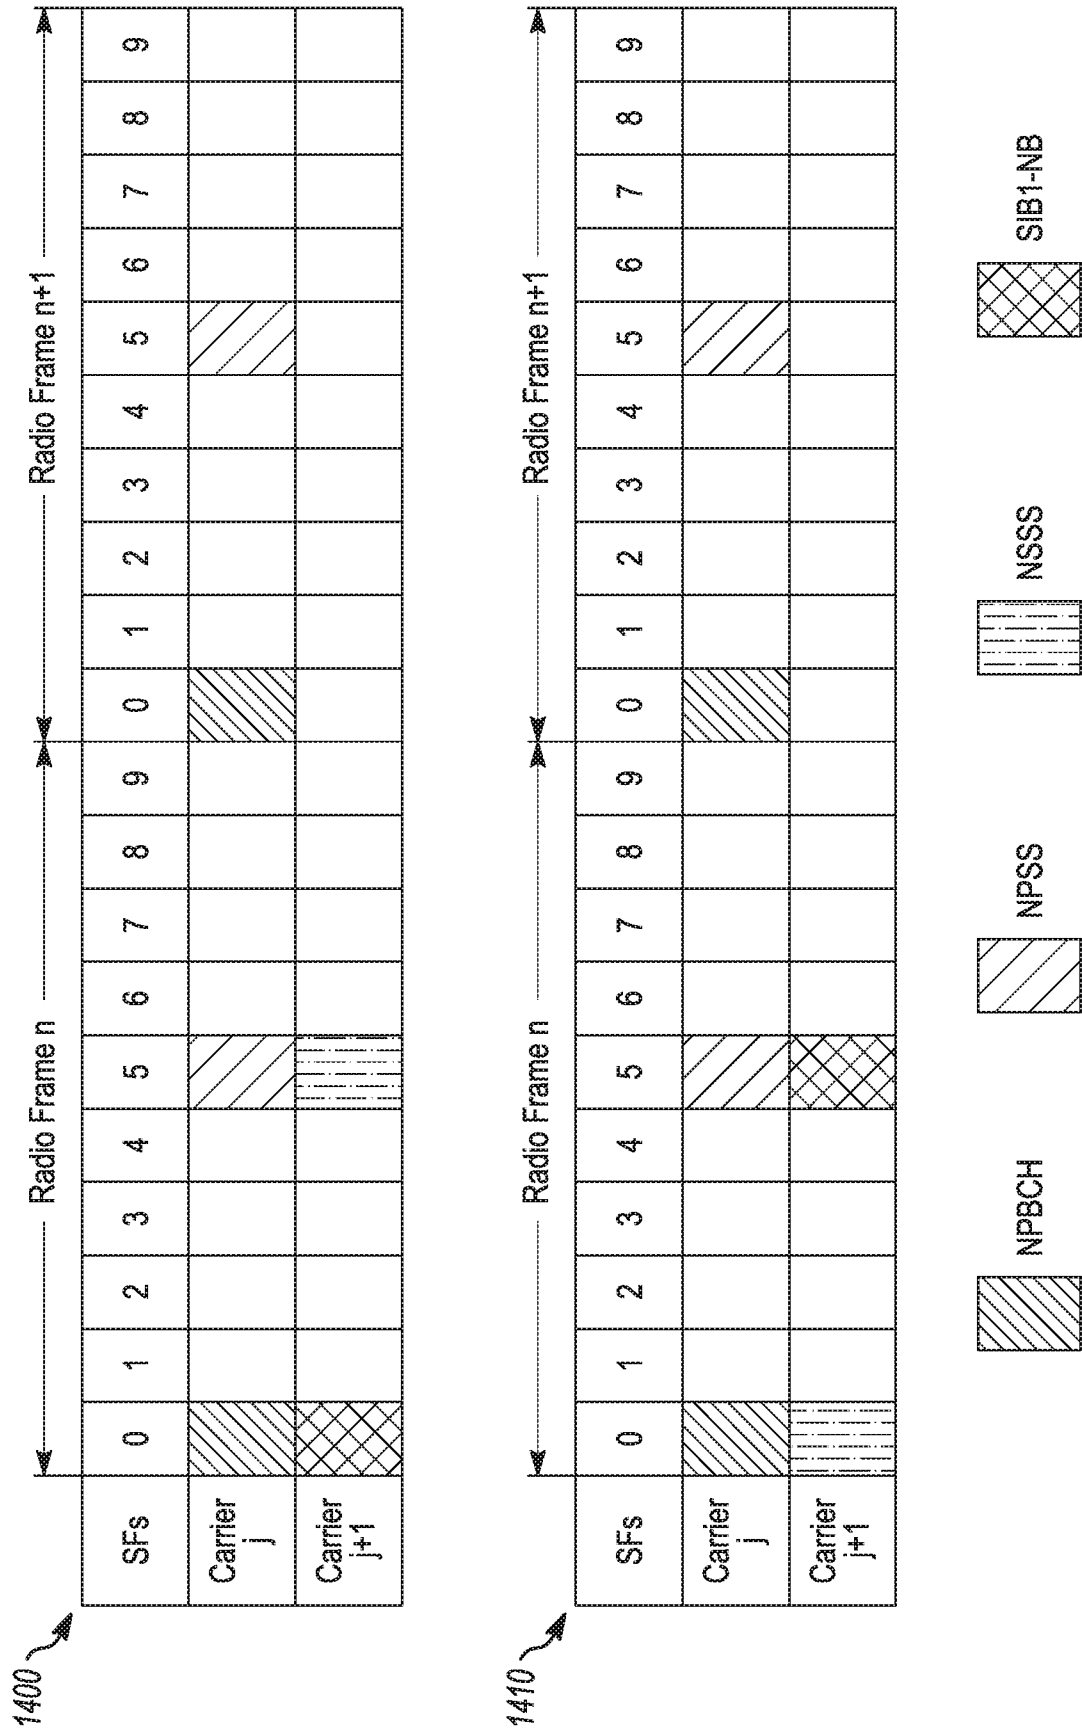 1400
Radio Frame n Radio Frame n+1
SFs 0 1 2 3 4 5 6 7 8 9 0 1 2 3 4 5 6 7 8 9
Carrier
j
Carrier
j+1
1410
Radio Frame n Radio Frame n+1
SFs 0 1 2 3 4 5 6 7 8 9 0 1 2 3 4 5 6 7 8 9
Carrier
j
Carrier
j+1
NPBCH NPSS NSSS SIB1-NB